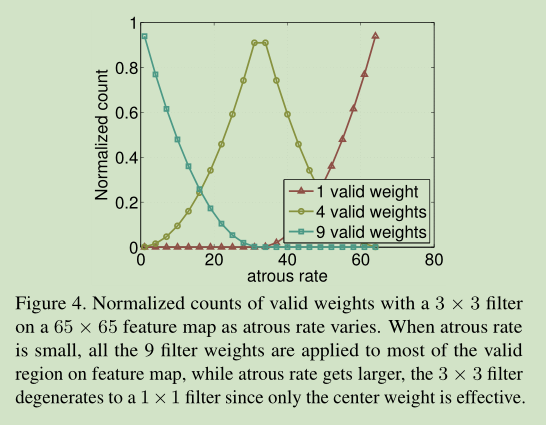 1
0.8
0.6
0.4
0.2
0
Normalized count
0 20 40 60 80
atrous rate
1 valid weight
4 valid weights
9 valid weights
Figure 4. Normalized counts of valid weights with a 3 × 3 filter
on a 65 × 65 feature map as atrous rate varies. When atrous rate
is small, all the 9 filter weights are applied to most of the valid
region on feature map, while atrous rate gets larger, the 3 × 3 filter
degenerates to a 1 × 1 filter since only the center weight is effective.